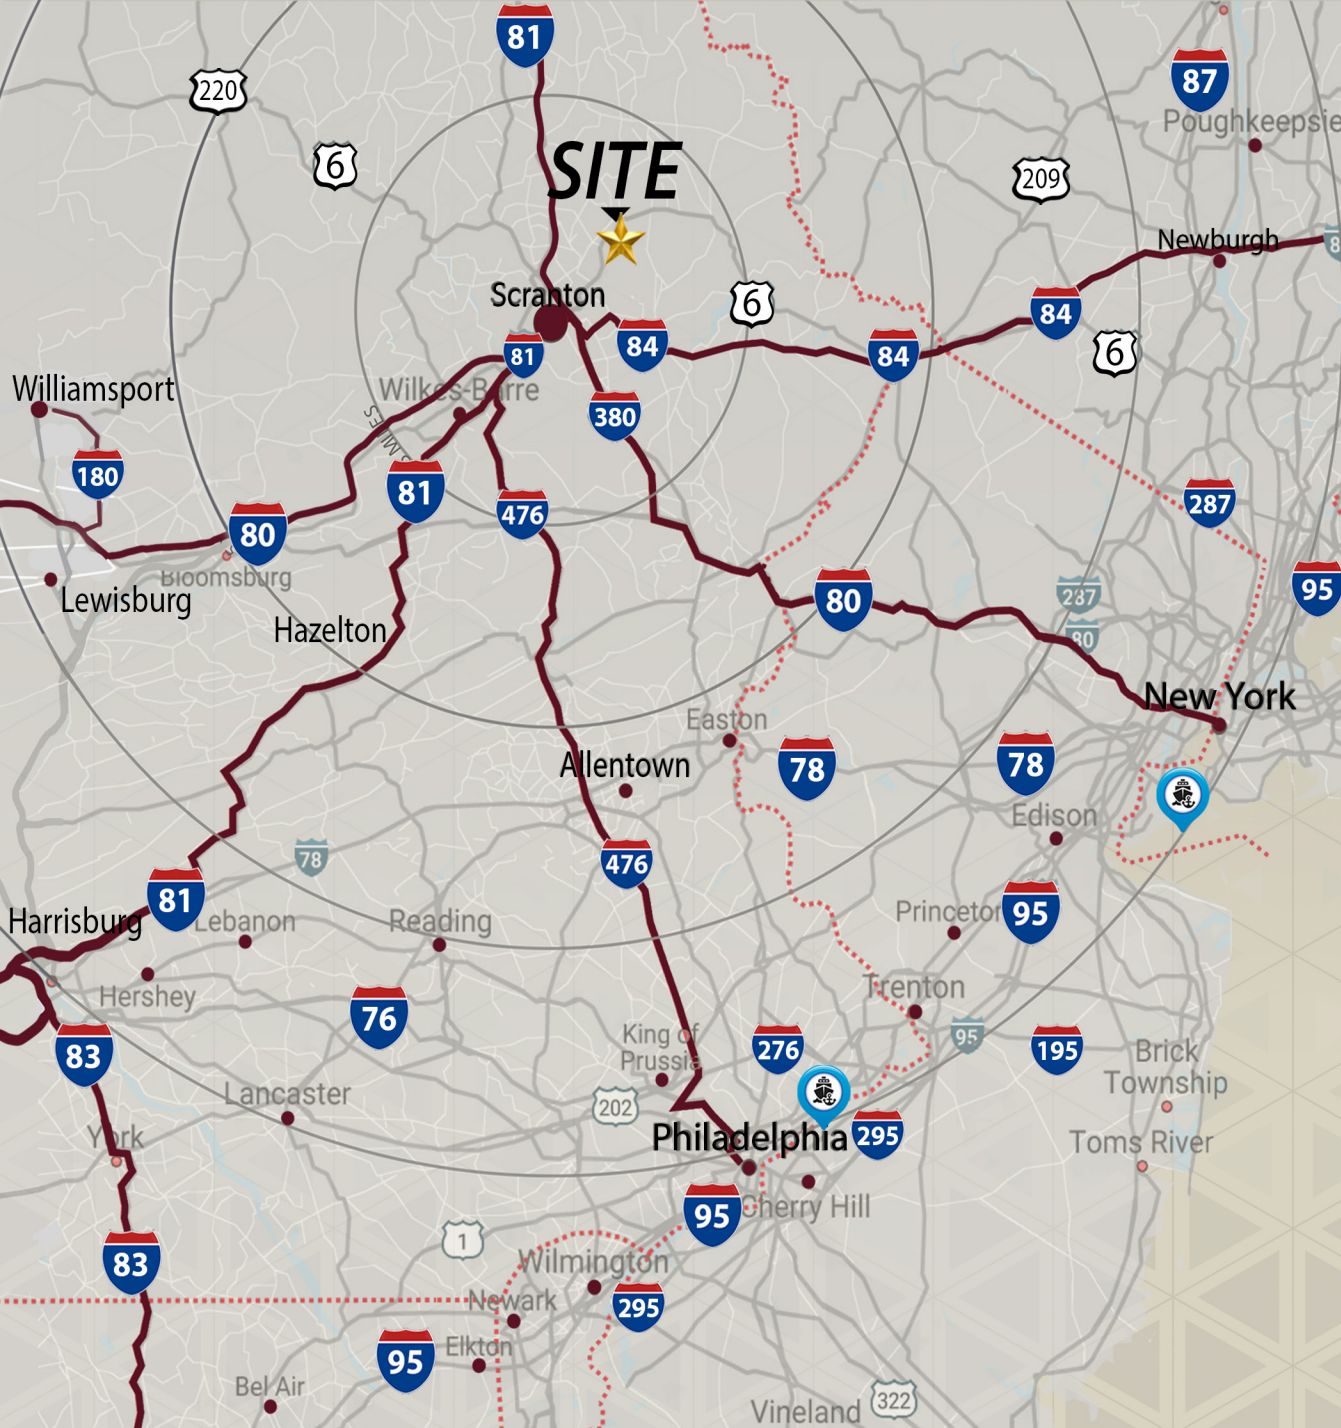 81
87
220
Poughkeepsie
6
SITE
209
Newburgh
8
Scranton
6
84
84
84
6
81
Williamsport
Wilkes-Barre
380
MILES
180
81
287
476
80
Bloomsburg
95
Lewisburg
80
287
Hazelton
80
New York
Easton
Allentown
78
78
Edison
78
476
81
95
Harrisburg
Lebanon
Reading
Princeton
Hershey
Trenton
76
King of
Prussia
276
95
195
83
Brick
Township
Lancaster
202
Philadelphia
295
York
Toms River
95
Cherry Hill
1
83
Wilmington
Newark
295
Elkton
95
Bel Air
Vineland
322